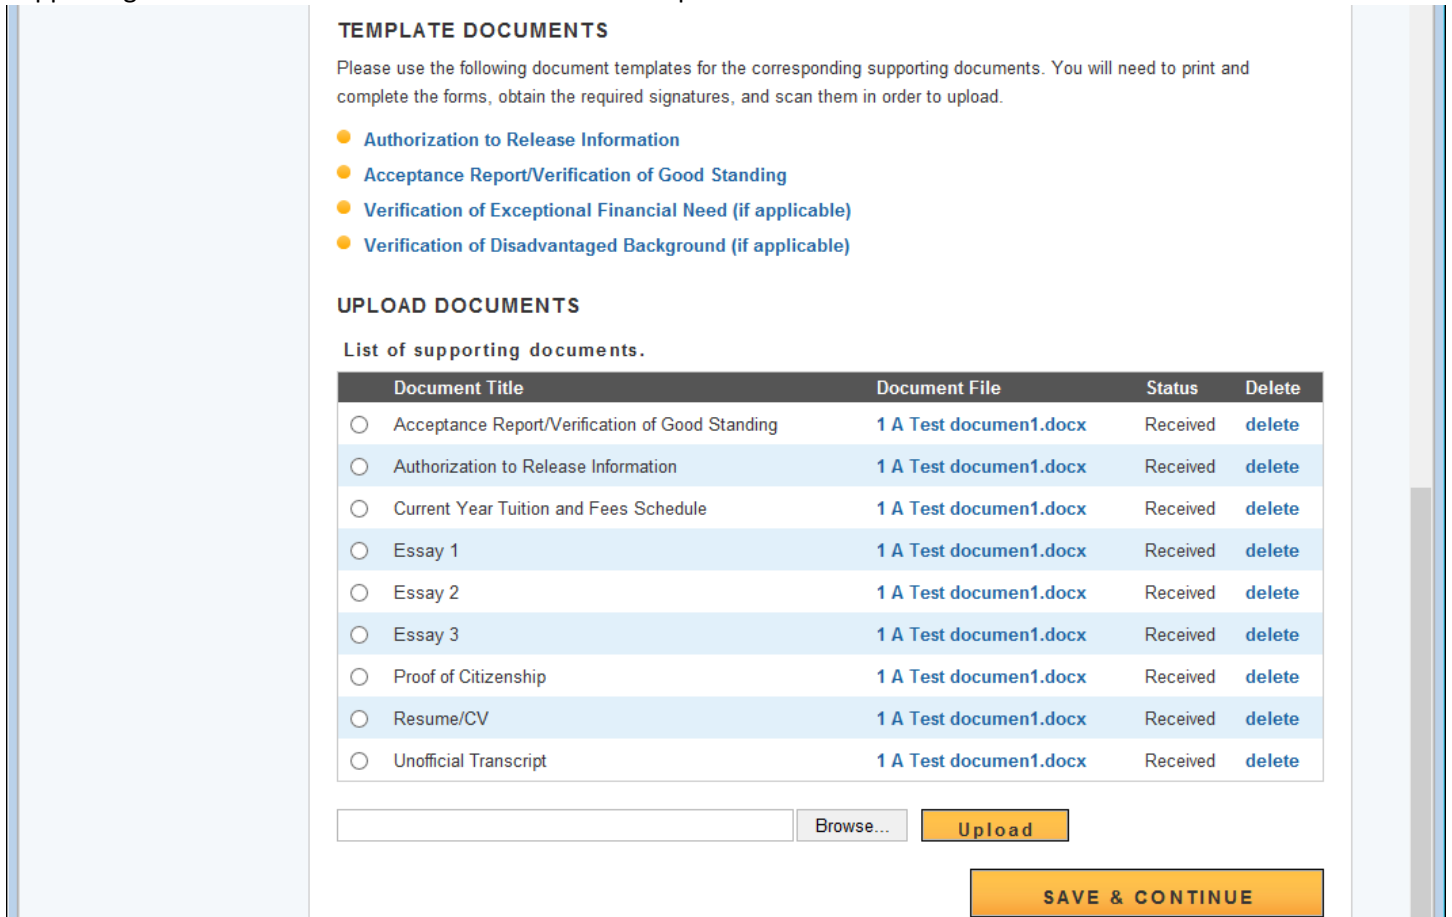 TEMPLATE DOCUMENTS
Please use the following document templates for the corresponding supporting documents. You will need to print and
complete the forms, obtain the required signatures, and scan them in order to upload.
Authorization to Release Information
Acceptance Report/Verification of Good Standing
Verification of Exceptional Financial Need (if applicable)
Verification of Disadvantaged Background (if applicable)
UPLOAD DOCUMENTS
List of supporting documents.
Document Title Document File Status Delete
Acceptance Report/Verification of Good Standing 1 A Test documen1.docx Received delete
Authorization to Release Information 1 A Test documen1.docx Received delete
Current Year Tuition and Fees Schedule 1 A Test documen1.docx Received delete
Essay 1 1 A Test documen1.docx Received delete
Essay 2 1 A Test documen1.docx Received delete
Essay 3 1 A Test documen1.docx Received delete
Proof of Citizenship 1 A Test documen1.docx Received delete
Resume/CV 1 A Test documen1.docx Received delete
Unofficial Transcript 1 A Test documen1.docx Received delete
Browse... Upload
SAVE & CONTINUE